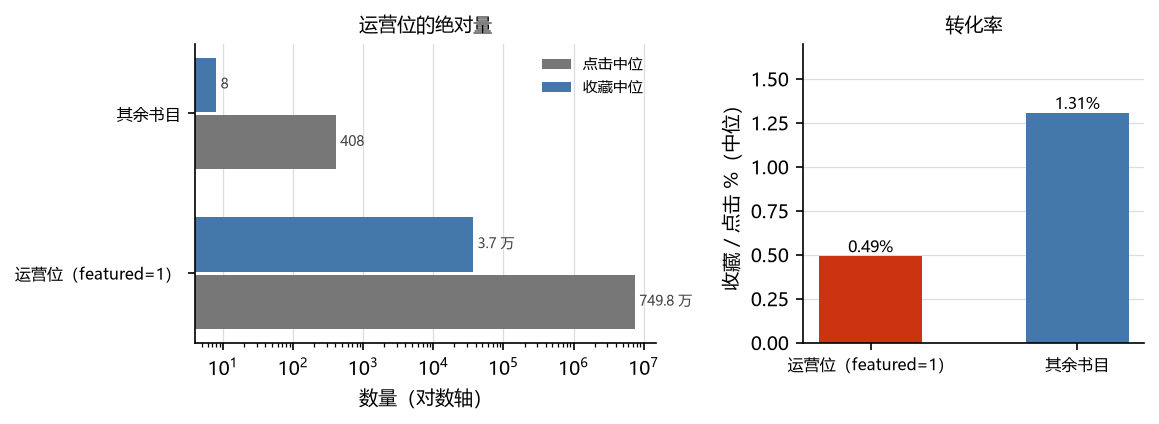 运营位的绝对量
点击中位
收藏中位
8
其余书目
408
3.7 万
运营位（featured=1）
749.8 万
10¹ 10² 10³ 10⁴ 10⁵ 10⁶ 10⁷
数量（对数轴）
转化率
收藏 / 点击 %（中位）
1.50
1.25
1.00
0.75
0.50
0.25
0.00
1.31%
0.49%
运营位（featured=1） 其余书目